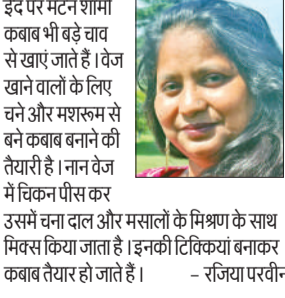 ईद पर मटन शामी
कबाब भी बड़े चाव
से खाएं जाते हैं। वेज
खाने वालों के लिए
चने और मशरूम से
बने कबाब बनाने की
तैयारी है। नान वेज
में चिकन पीस कर
उसमें चना दाल और मसालों के मिश्रण के साथ
मिक्स किया जाता है। इनकी टिक्कियां बनाकर
कबाब तैयार हो जाते हैं। – रजिया परवीन